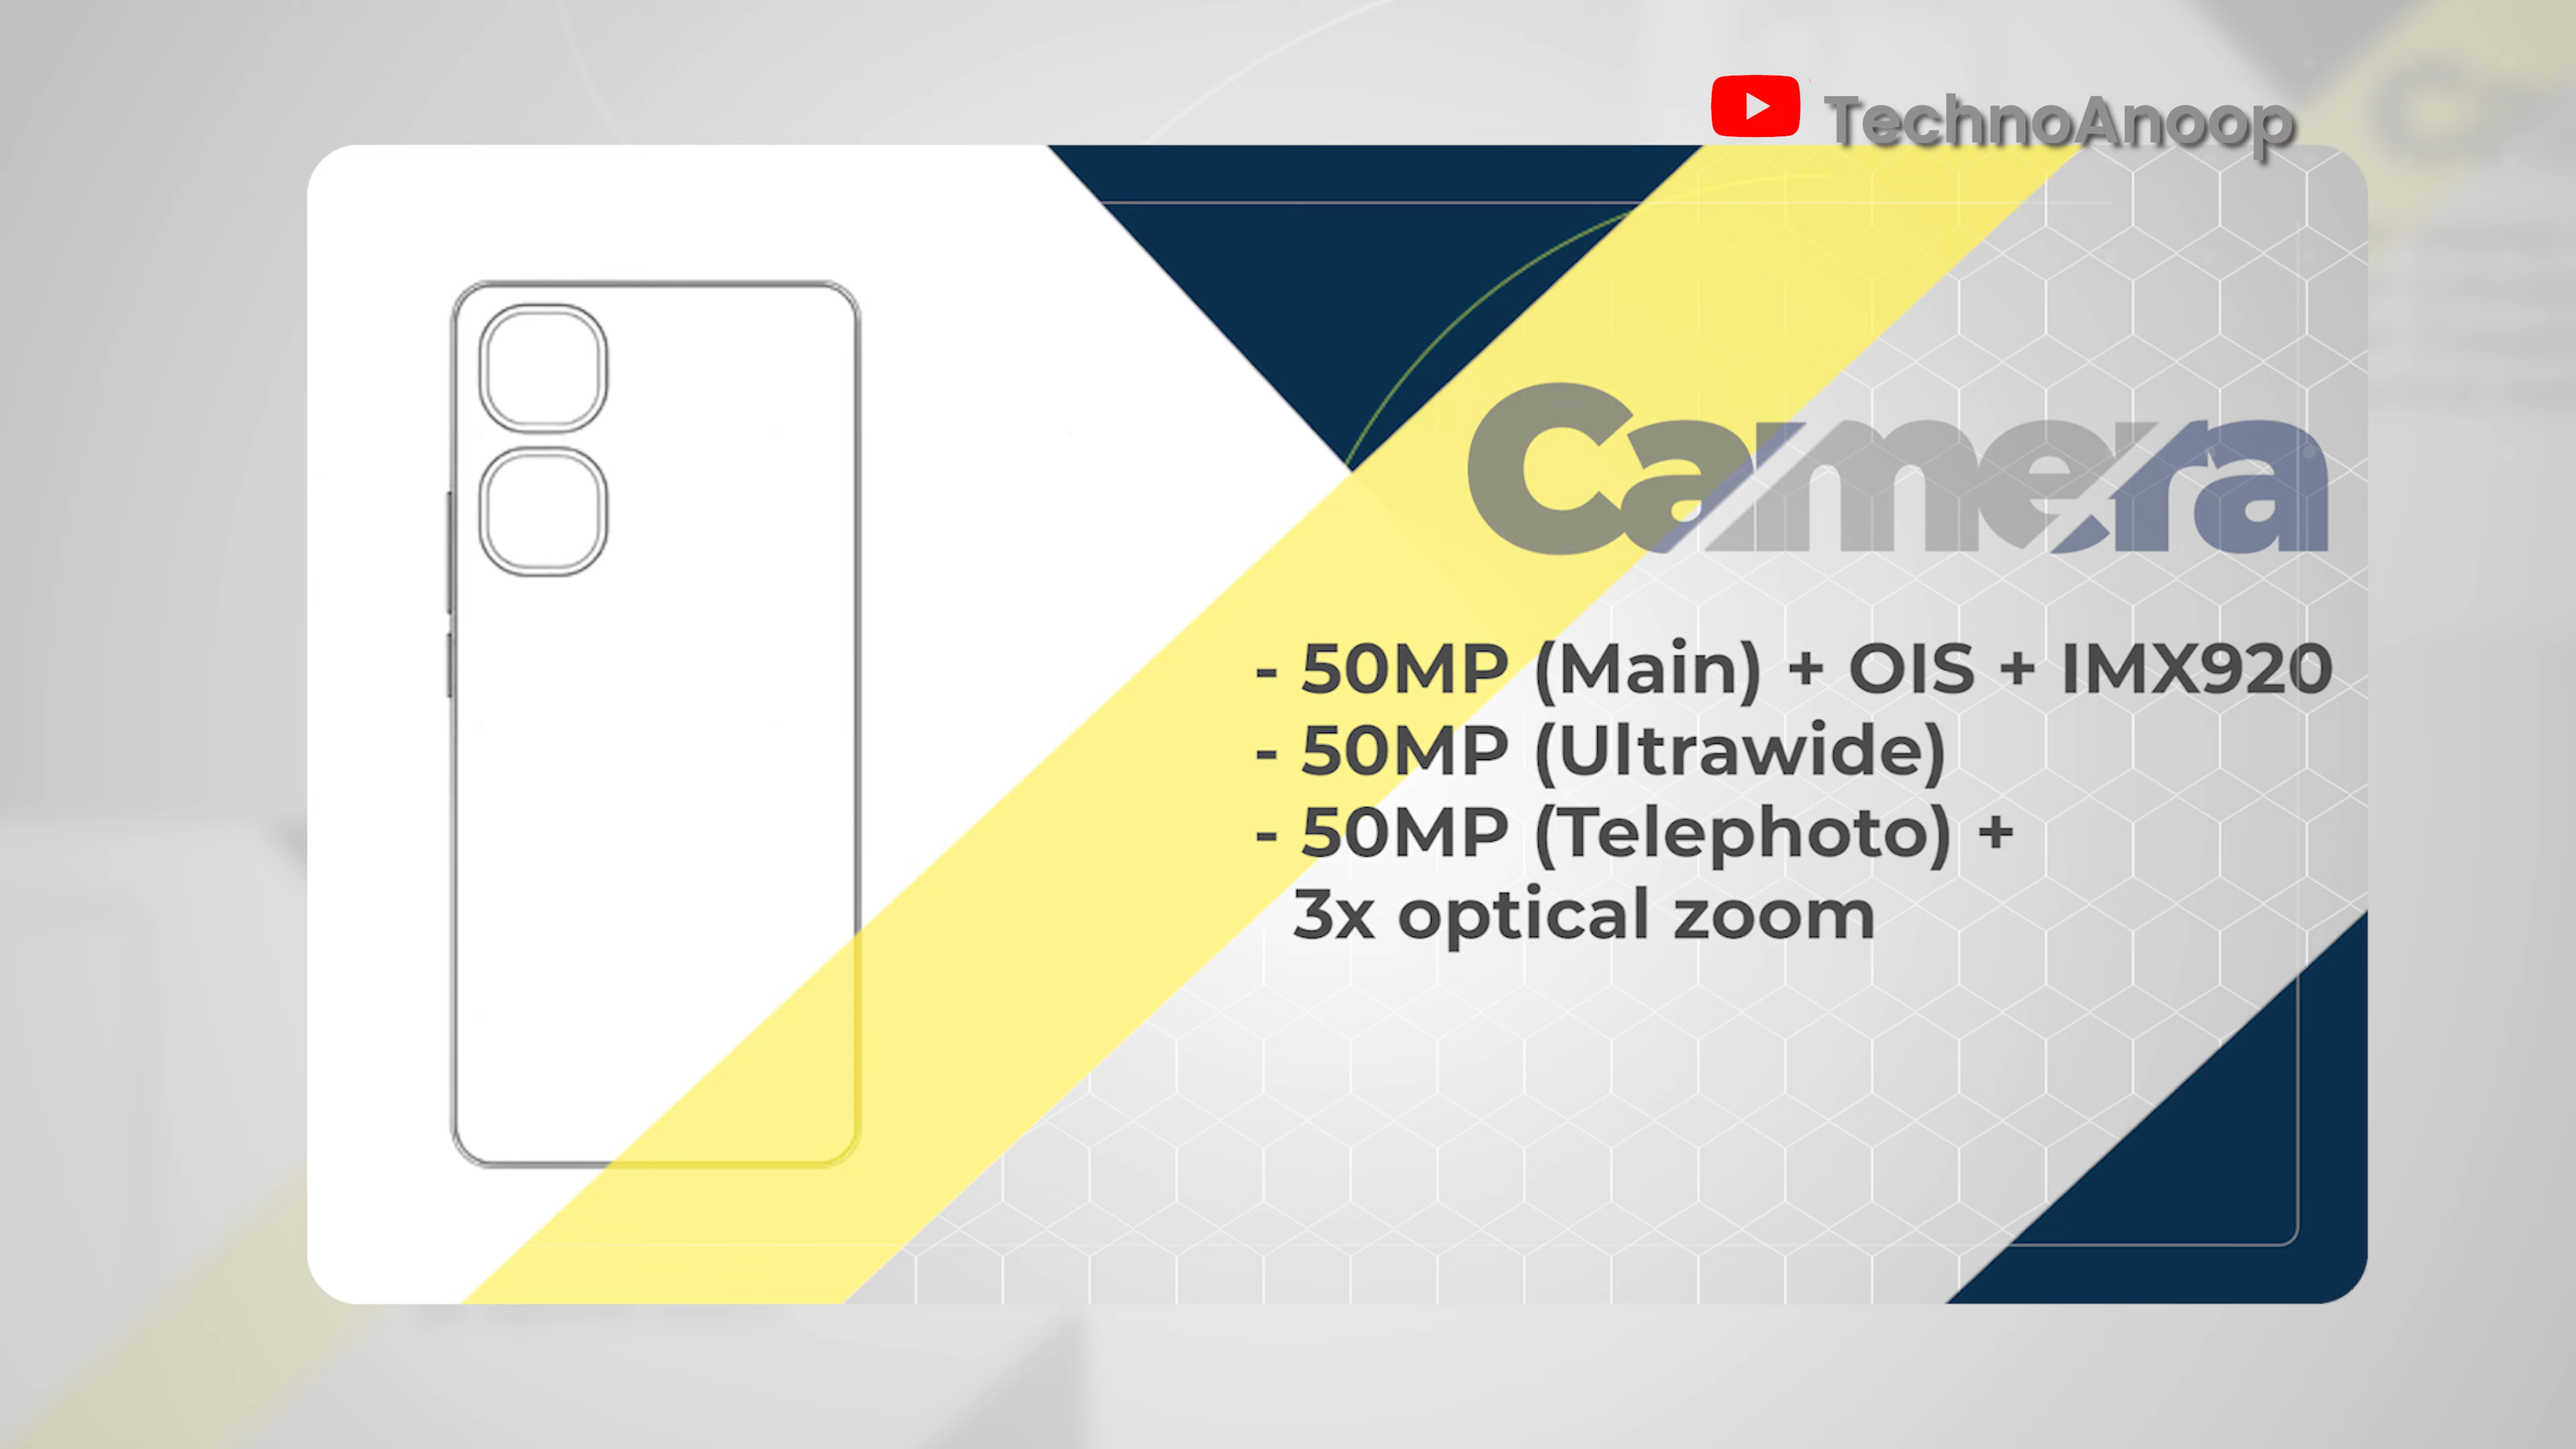 TechnoAnoop
Camera
- 50MP (Main) + OIS + IMX920
- 50MP (Ultrawide)
- 50MP (Telephoto) +
3x optical zoom